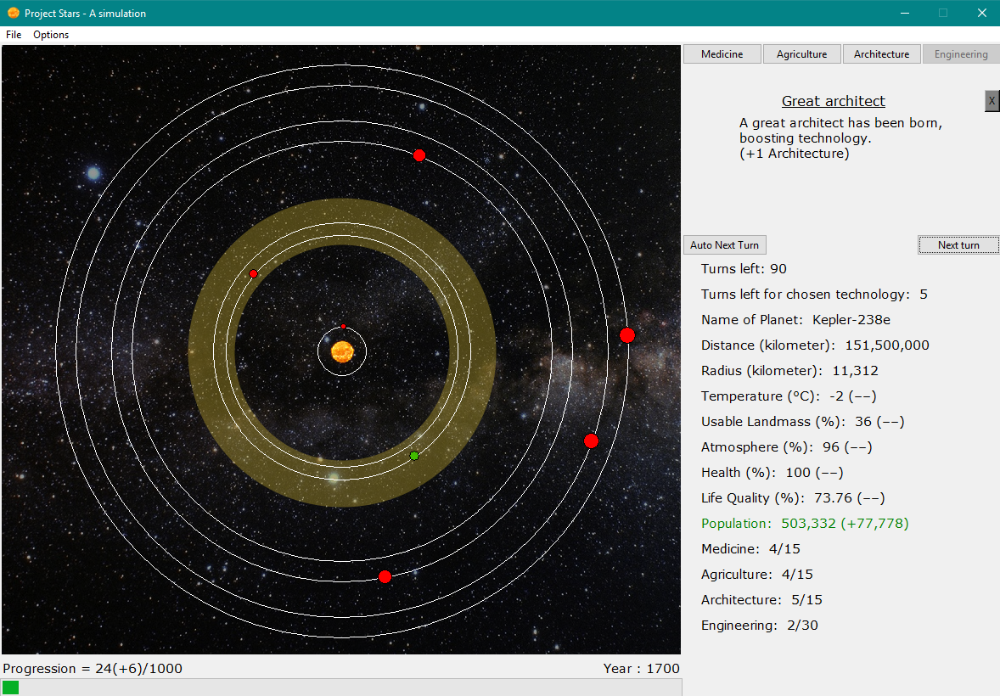 Project Stars - A simulation
File Options
Medicine Agriculture Architecture Engineering
Great architect
X
A great architect has been born,
boosting technology.
(+1 Architecture)
Auto Next Turn Next turn
Turns left: 90
Turns left for chosen technology: 5
Name of Planet: Kepler-238e
Distance (kilometer): 151,500,000
Radius (kilometer): 11,312
Temperature (°C): -2 (−−)
Usable Landmass (%): 36 (−−)
Atmosphere (%): 96 (−−)
Health (%): 100 (−−)
Life Quality (%): 73.76 (−−)
Population: 503,332 (+77,778)
Medicine: 4/15
Agriculture: 4/15
Architecture: 5/15
Engineering: 2/30
Progression = 24(+6)/1000 Year : 1700